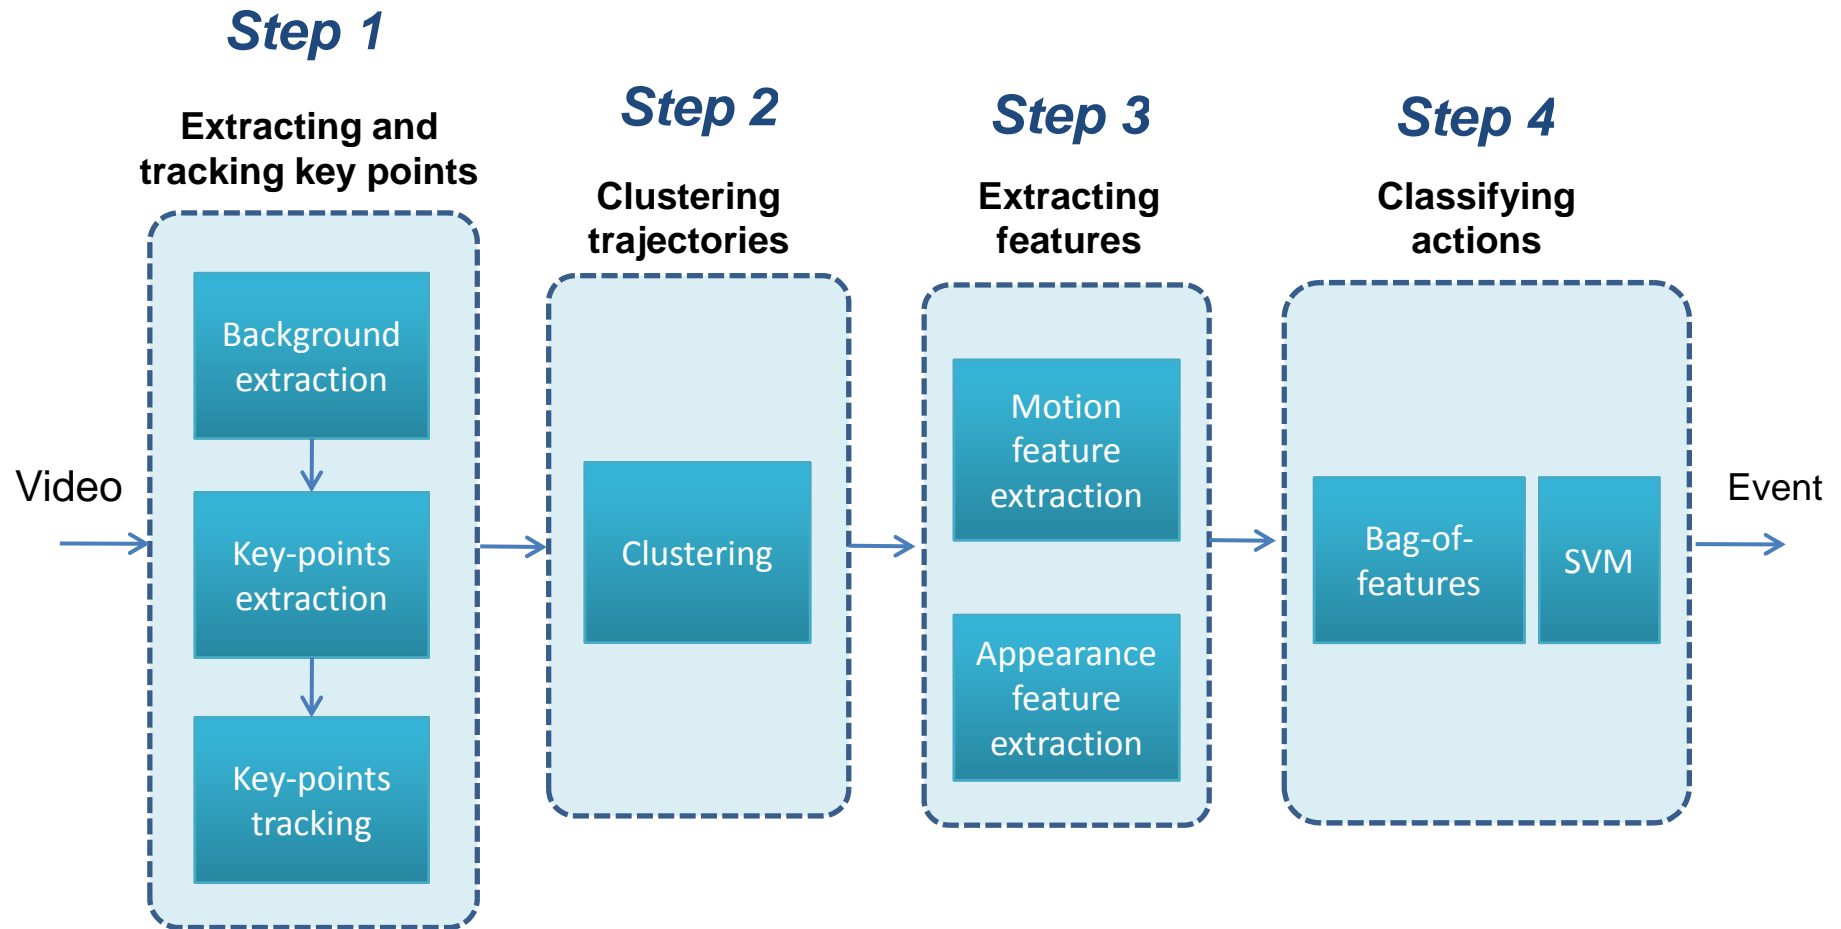 Step 1
Extracting and
tracking key points
Background
extraction
Key-points
extraction
Key-points
tracking
Video
Step 2
Clustering
trajectories
Clustering
Step 3
Extracting
features
Motion
feature
extraction
Appearance
feature
extraction
Step 4
Classifying
actions
Bag-of-
features
SVM
Event